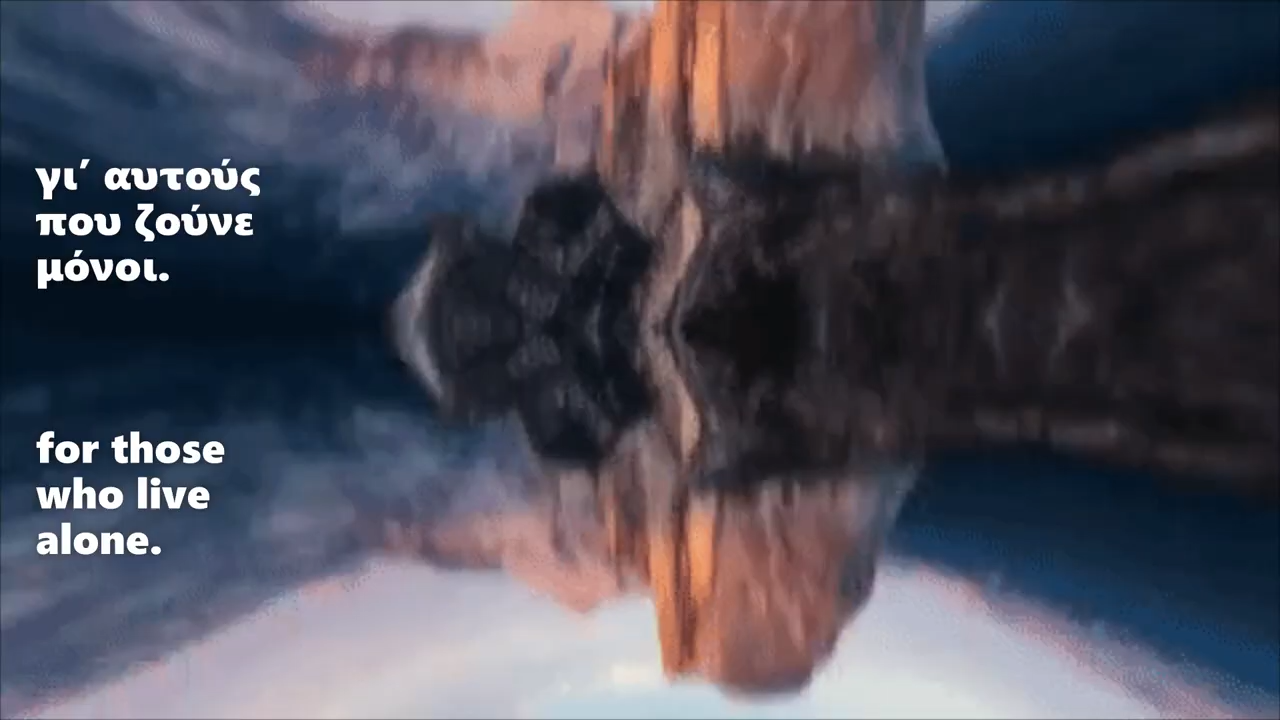 γι΄ αυτούς
που ζούνε
μόνοι.
for those
who live
alone.